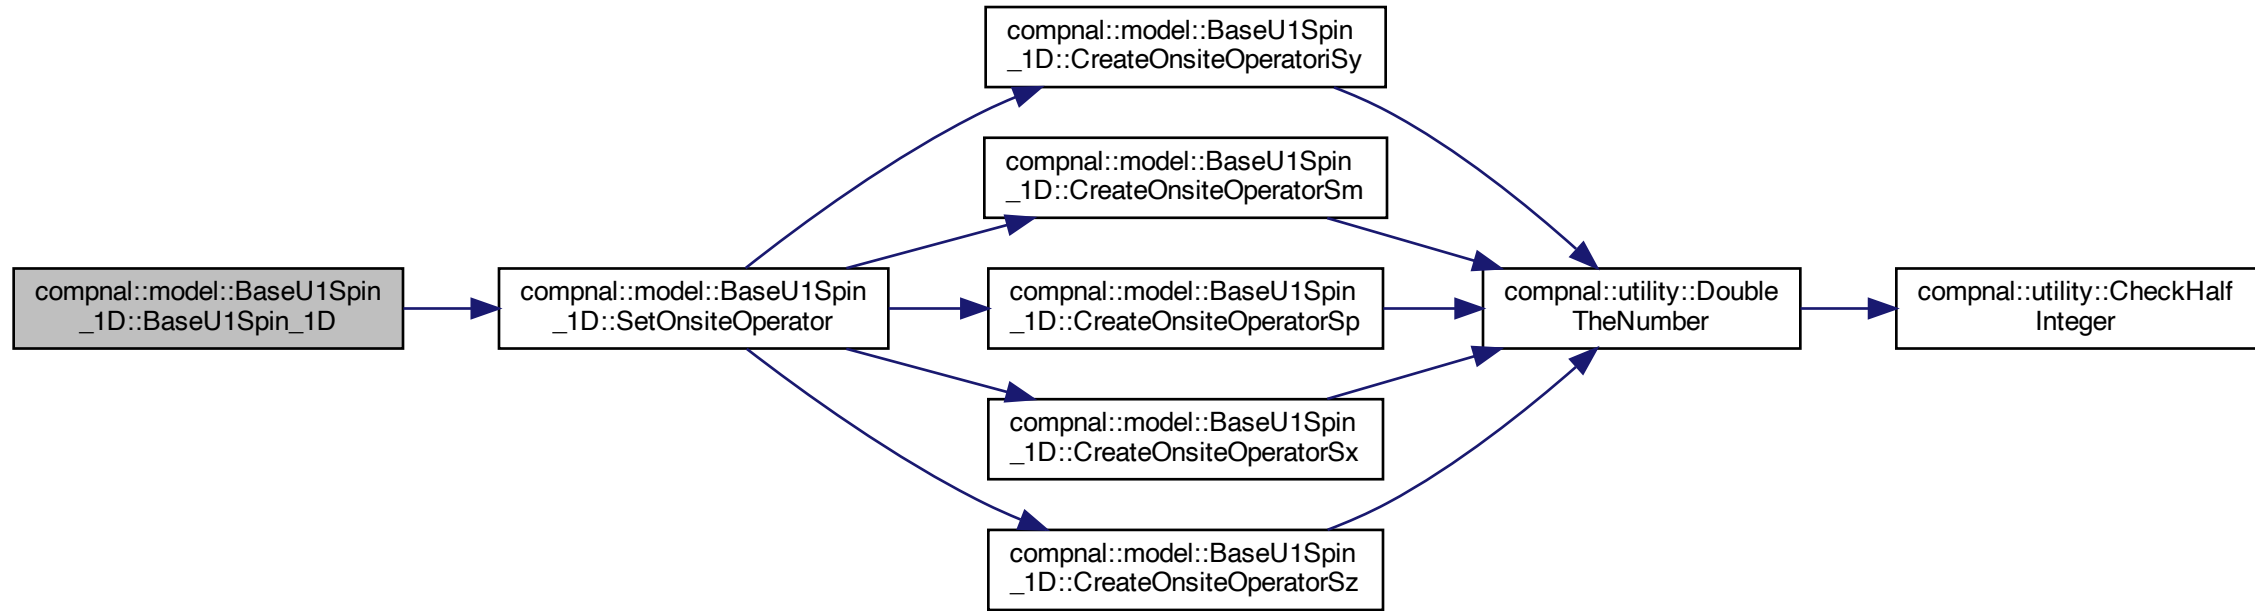 compnal::model::BaseU1Spin
_1D::BaseU1Spin_1D
compnal::model::BaseU1Spin
_1D::SetOnsiteOperator
compnal::model::BaseU1Spin
_1D::CreateOnsiteOperatoriSy
compnal::model::BaseU1Spin
_1D::CreateOnsiteOperatorSm
compnal::model::BaseU1Spin
_1D::CreateOnsiteOperatorSp
compnal::model::BaseU1Spin
_1D::CreateOnsiteOperatorSx
compnal::model::BaseU1Spin
_1D::CreateOnsiteOperatorSz
compnal::utility::Double
TheNumber
compnal::utility::CheckHalf
Integer